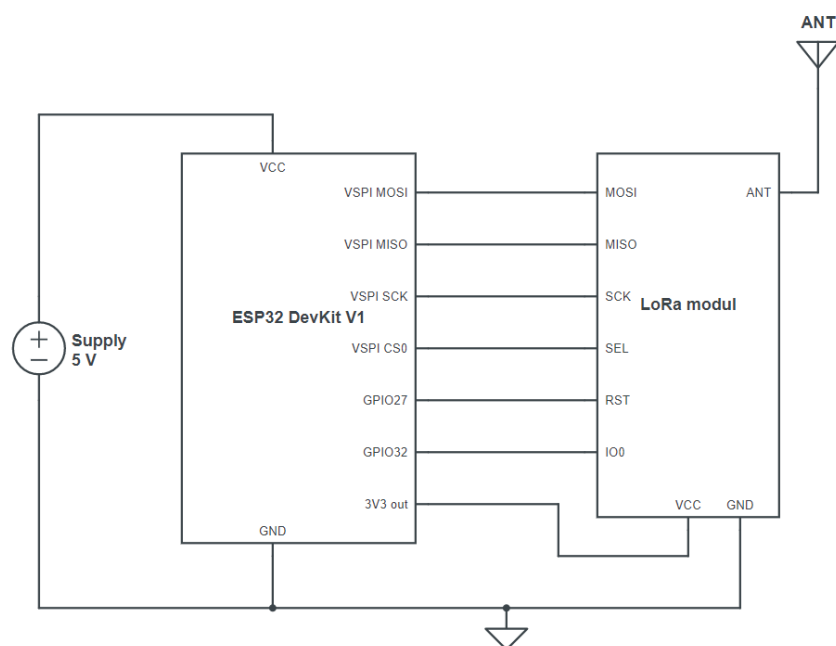 ANT
VCC
VSPI MOSI
MOSI
ANT
VSPI MISO
MISO
VSPI SCK
SCK
ESP32 DevKit V1
LoRa modul
+
−
Supply
5 V
VSPI CS0
SEL
GPIO27
RST
GPIO32
IO0
3V3 out
VCC
GND
GND